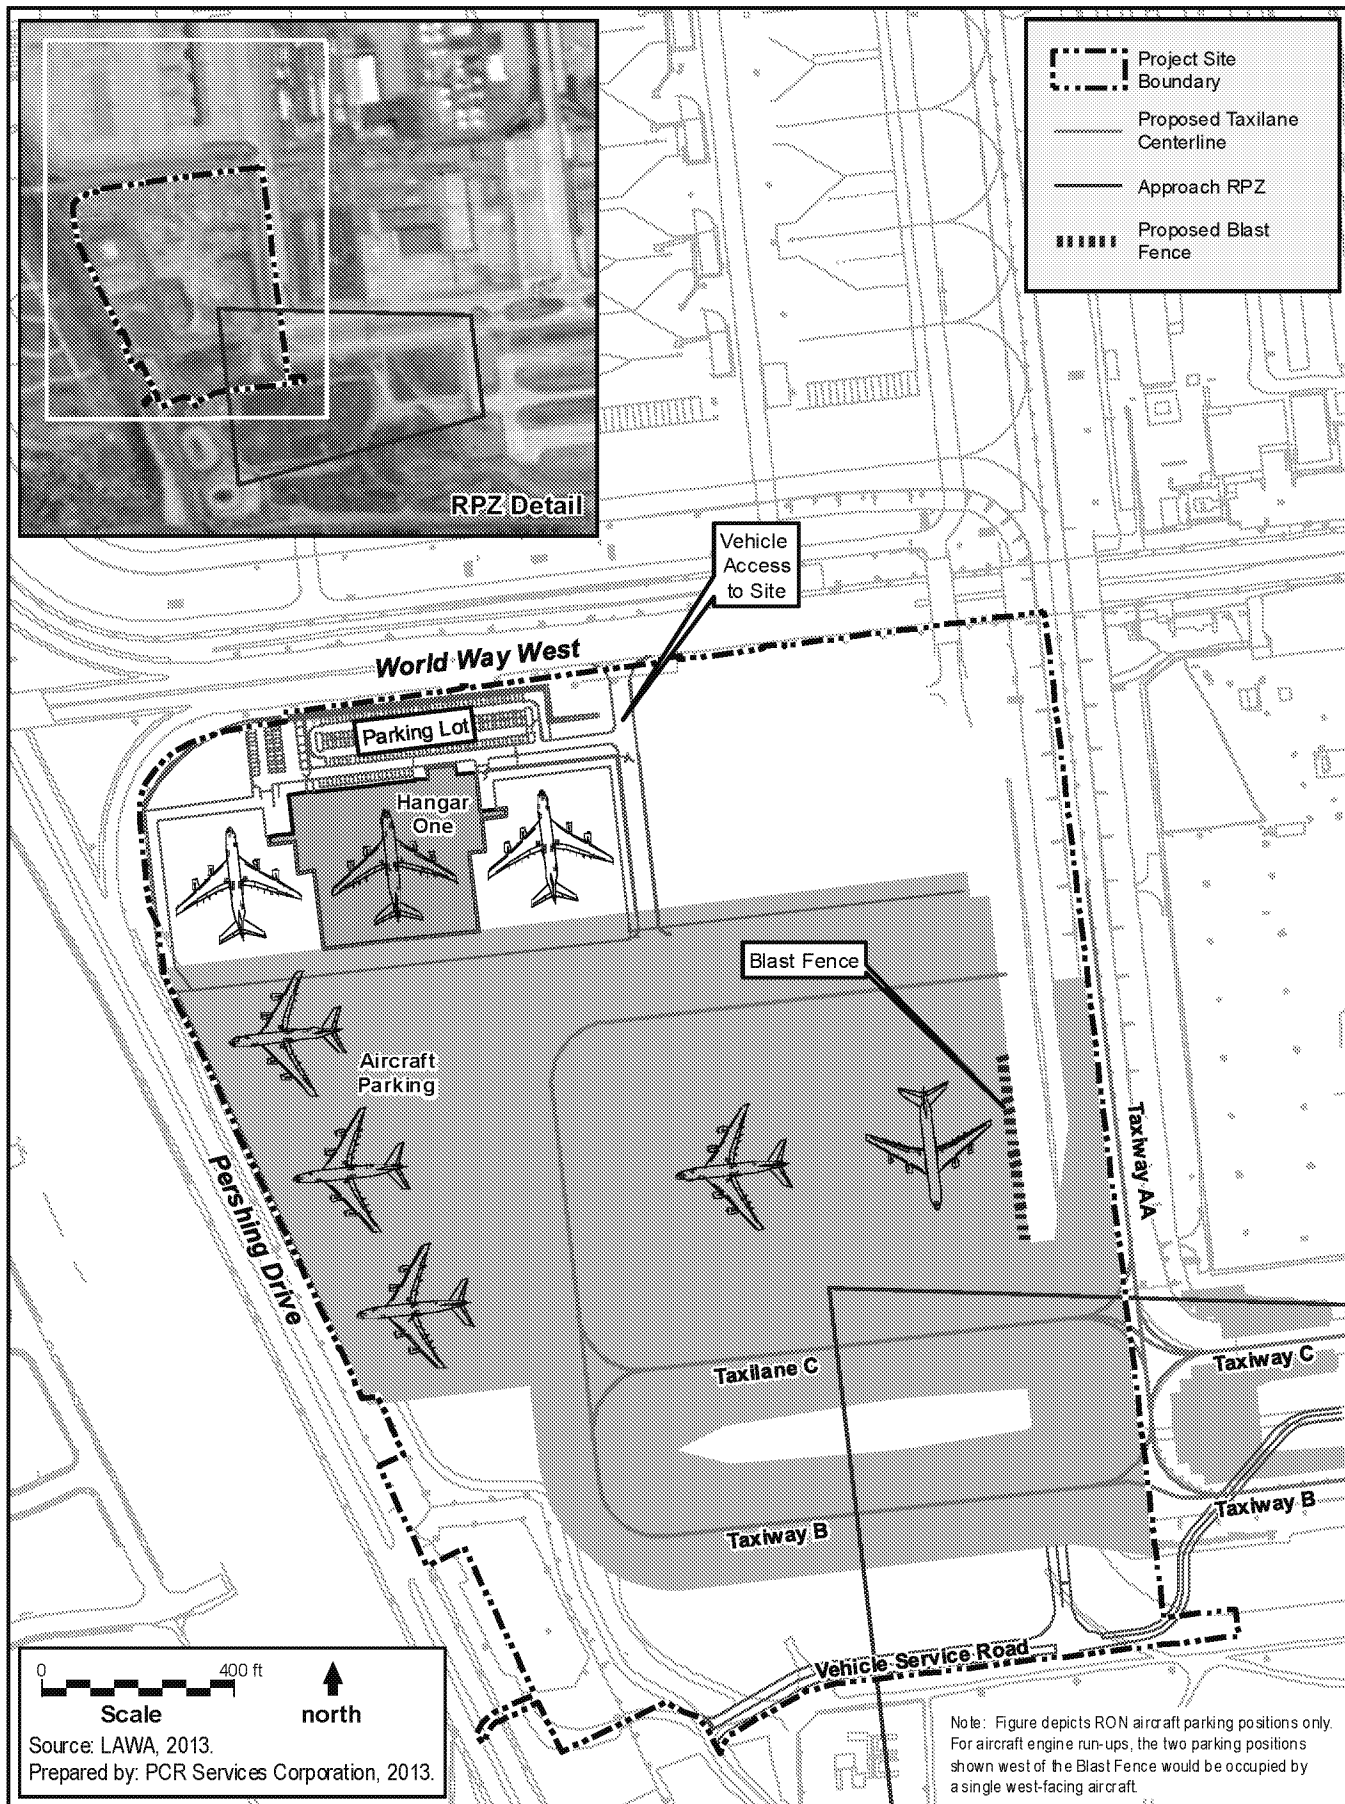 Project Site
Boundary
Proposed Taxilane
Centerline
Approach RPZ
Proposed Blast
Fence
RPZ Detail
Vehicle
Access
to Site
World Way West
Parking Lot
Hangar
One
Blast Fence
Aircraft
Parking
Taxiway AA
Pershing Drive
Taxilane C
Taxiway C
Taxiway B
Taxiway B
Vehicle Service Road
0 400 ft
Scale
north
Source: LAWA, 2013.
Prepared by: PCR Services Corporation, 2013.
Note: Figure depicts RON aircraft parking positions only.
For aircraft engine run-ups, the two parking positions
shown west of the Blast Fence would be occupied by
a single west-facing aircraft.